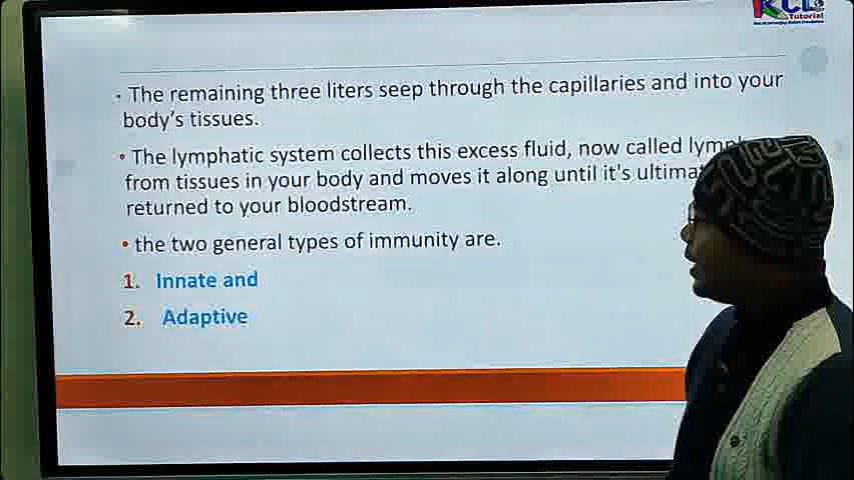 KCL
Tutorial
• The remaining three liters seep through the capillaries and into your
body's tissues.
• The lymphatic system collects this excess fluid, now called
from tissues in your body and moves it along until it's
returned to your bloodstream.
• the two general types of immunity are.
1. Innate and
2. Adaptive